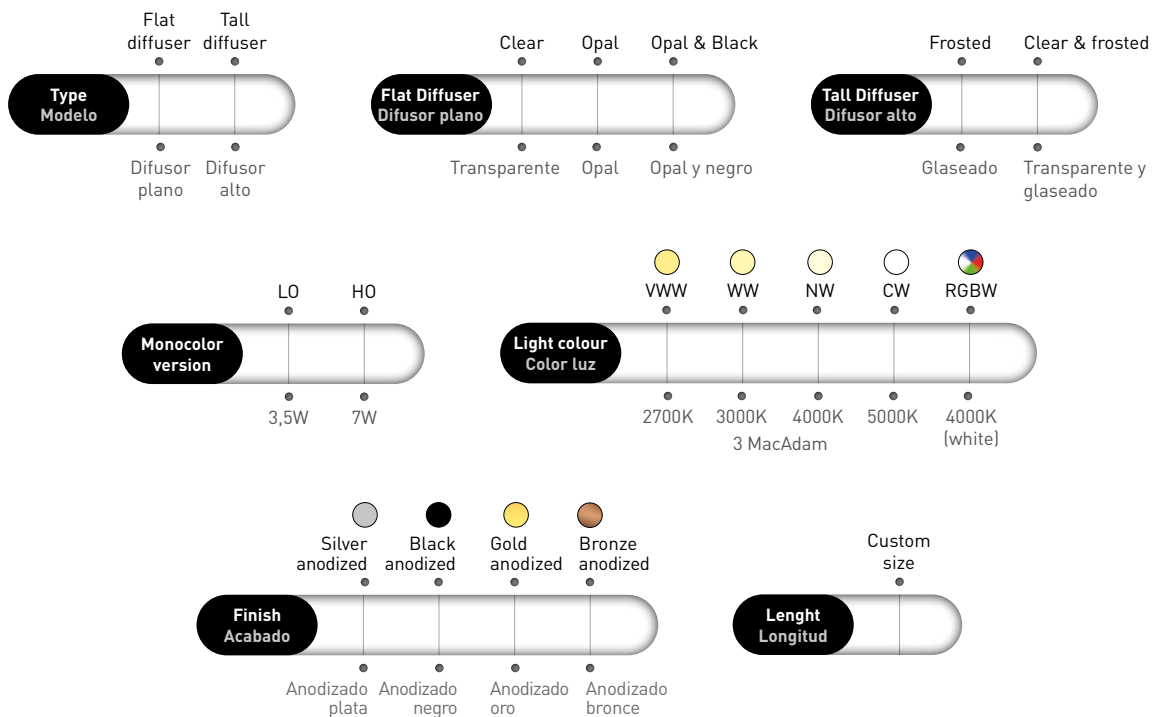 Flat diffuser
Tall diffuser
Type
Modelo
Difusor plano
Difusor alto
Clear
Opal
Opal & Black
Flat Diffuser
Difusor plano
Transparente
Opal
Opal y negro
Frosted
Clear & frosted
Tall Diffuser
Difusor alto
Glaseado
Transparente y glaseado
LO
HO
Monocolor
version
3,5W
7W
VWW
WW
NW
CW
RGBW
Light colour
Color luz
2700K
3000K
4000K
5000K
4000K
(white)
3 MacAdam
Silver anodized
Black anodized
Gold anodized
Bronze anodized
Finish
Acabado
Anodizado plata
Anodizado negro
Anodizado oro
Anodizado bronce
Custom size
Lenght
Longitud